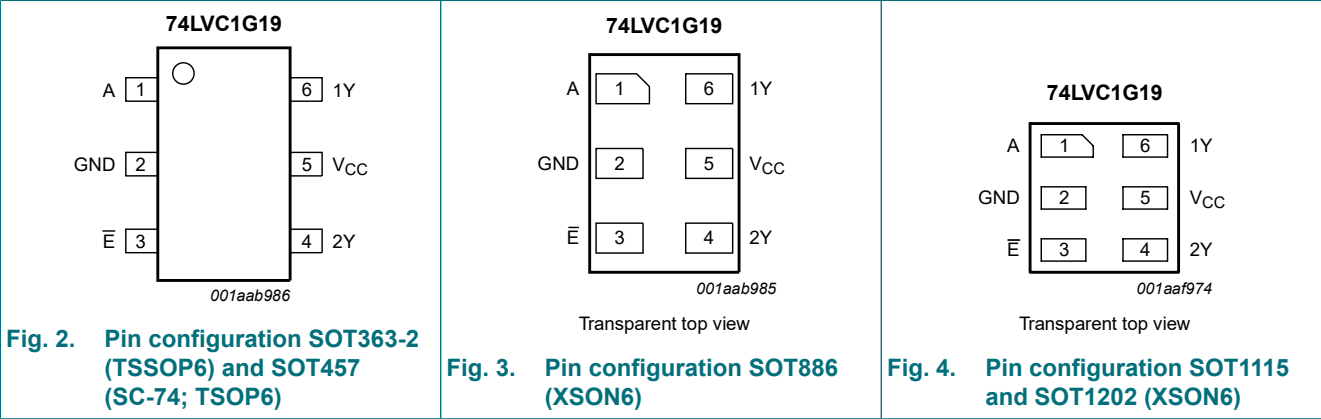 74LVC1G19
A 1 6 1Y
GND 2 5 VCC
E̅ 3 4 2Y
001aab986
Fig. 2. Pin configuration SOT363-2
(TSSOP6) and SOT457
(SC-74; TSOP6)
74LVC1G19
A 1 6 1Y
GND 2 5 VCC
E̅ 3 4 2Y
001aab985
Transparent top view
Fig. 3. Pin configuration SOT886
(XSON6)
74LVC1G19
A 1 6 1Y
GND 2 5 VCC
E̅ 3 4 2Y
001aaf974
Transparent top view
Fig. 4. Pin configuration SOT1115
and SOT1202 (XSON6)